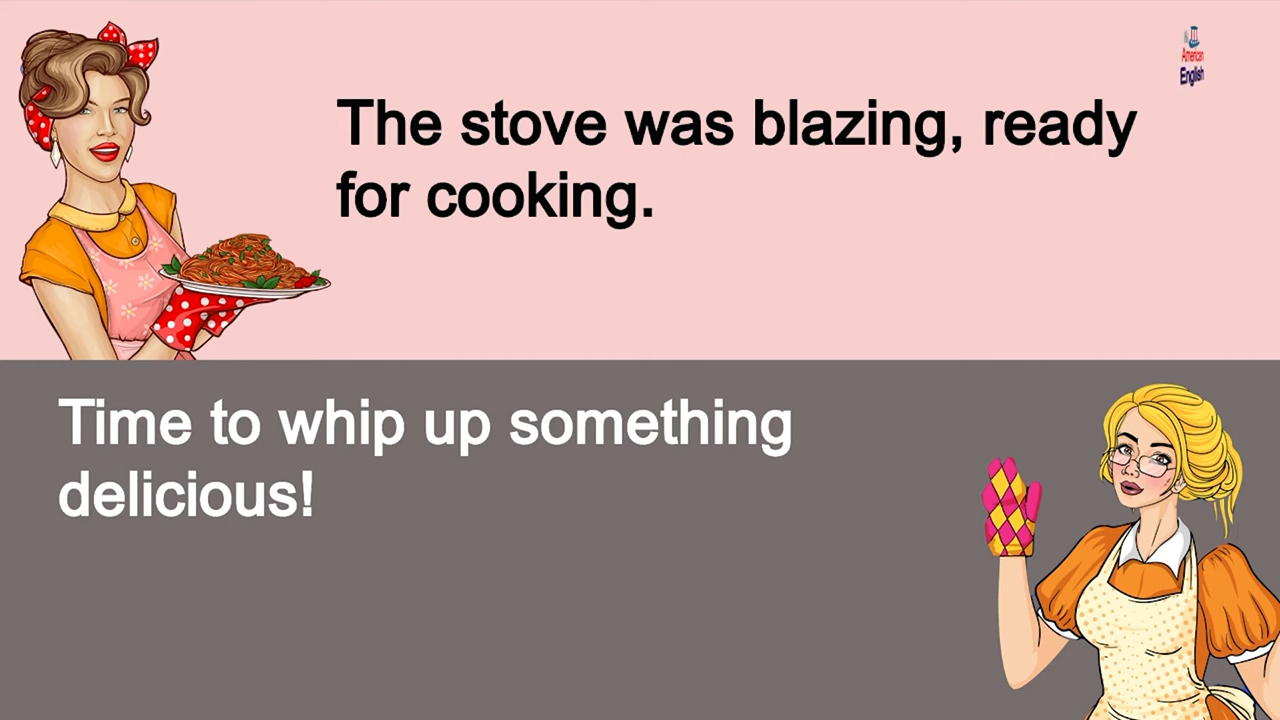 American
English
The stove was blazing, ready
for cooking.
Time to whip up something
delicious!